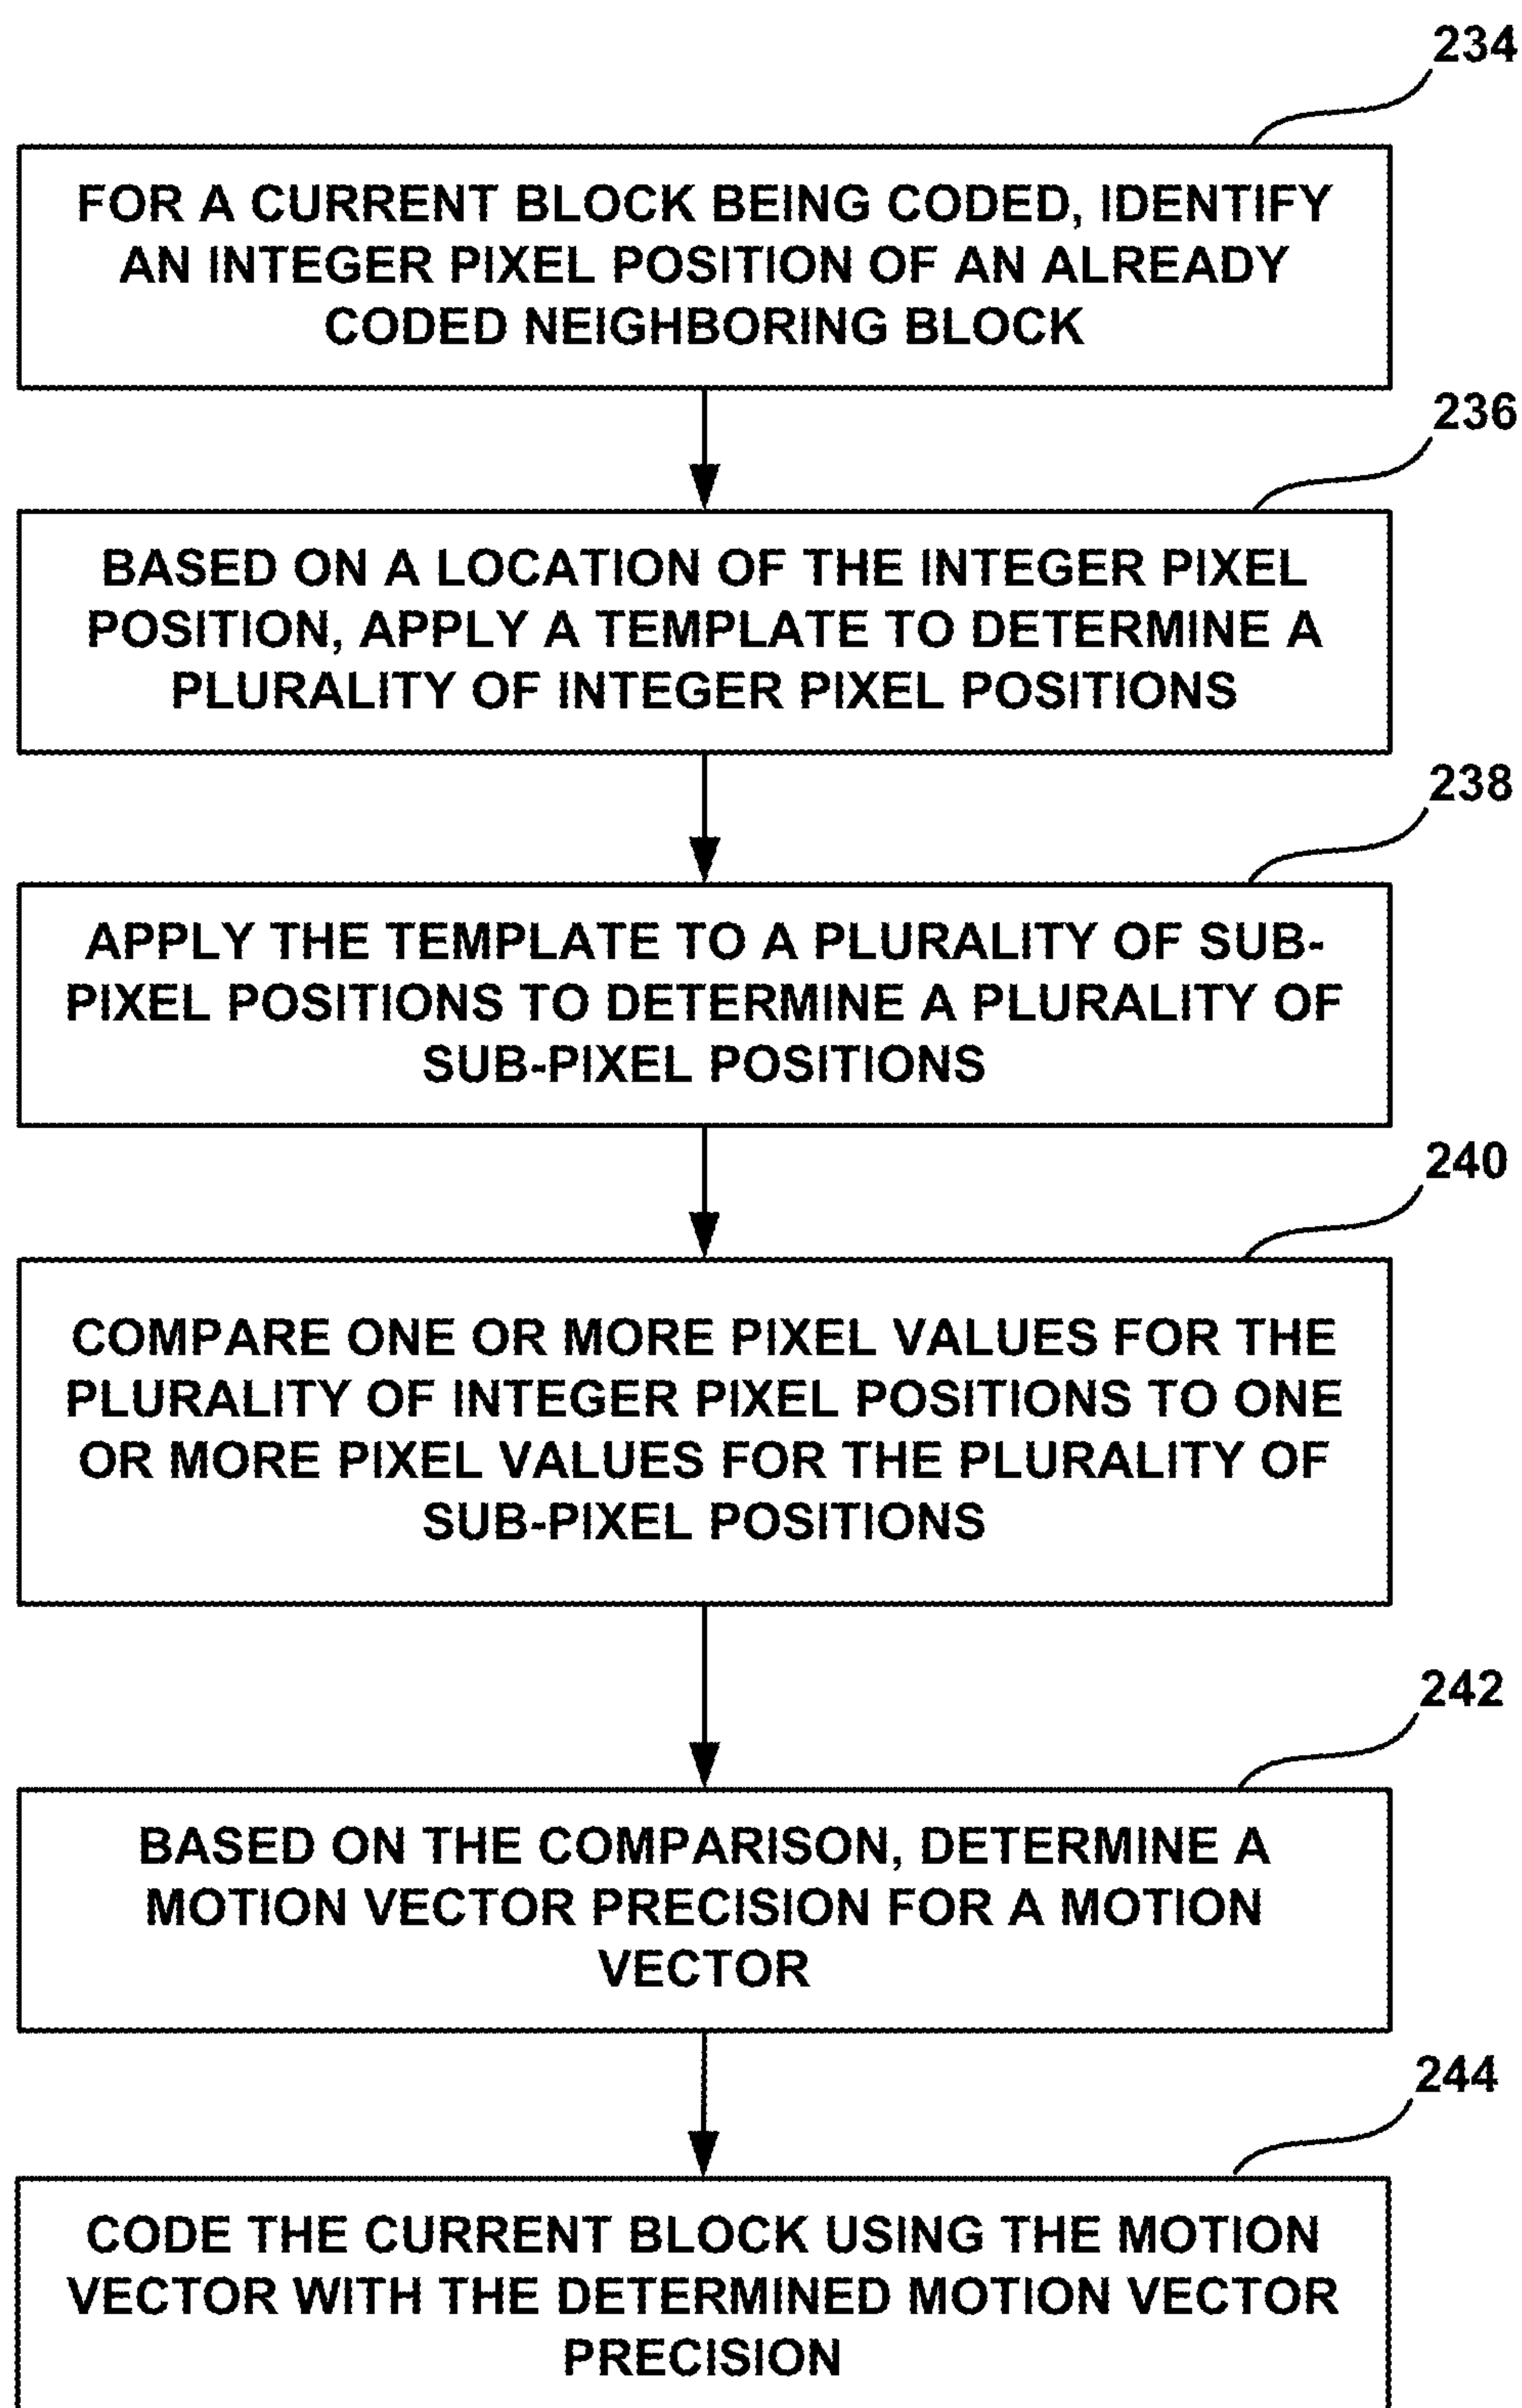 234
FOR A CURRENT BLOCK BEING CODED, IDENTIFY
AN INTEGER PIXEL POSITION OF AN ALREADY
CODED NEIGHBORING BLOCK
236
BASED ON A LOCATION OF THE INTEGER PIXEL
POSITION, APPLY A TEMPLATE TO DETERMINE A
PLURALITY OF INTEGER PIXEL POSITIONS
238
APPLY THE TEMPLATE TO A PLURALITY OF SUB-
PIXEL POSITIONS TO DETERMINE A PLURALITY OF
SUB-PIXEL POSITIONS
240
COMPARE ONE OR MORE PIXEL VALUES FOR THE
PLURALITY OF INTEGER PIXEL POSITIONS TO ONE
OR MORE PIXEL VALUES FOR THE PLURALITY OF
SUB-PIXEL POSITIONS
242
BASED ON THE COMPARISON, DETERMINE A
MOTION VECTOR PRECISION FOR A MOTION
VECTOR
244
CODE THE CURRENT BLOCK USING THE MOTION
VECTOR WITH THE DETERMINED MOTION VECTOR
PRECISION